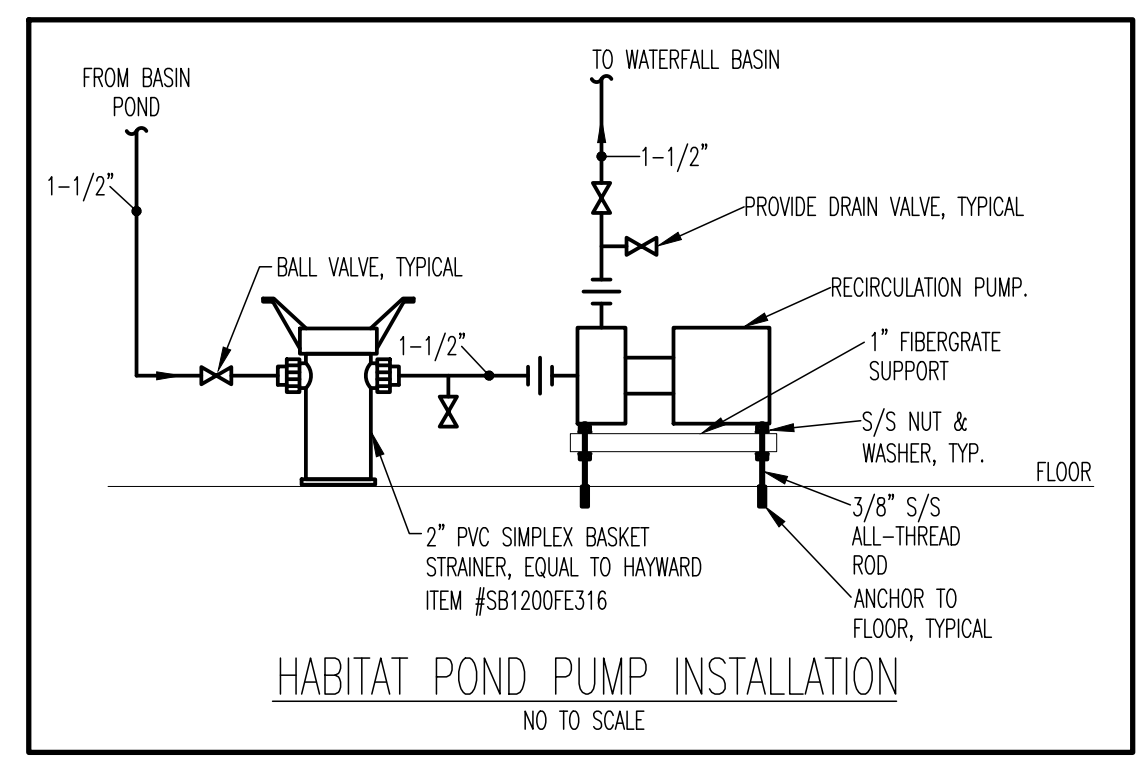 FROM BASIN
POND
TO WATERFALL BASIN
1-1/2"
1-1/2"
PROVIDE DRAIN VALVE, TYPICAL
BALL VALVE, TYPICAL
RECIRCULATION PUMP.
1-1/2"
1" FIBERGRATE
SUPPORT
S/S NUT &
WASHER, TYP.
FLOOR
3/8" S/S
ALL-THREAD
ROD
2" PVC SIMPLEX BASKET
STRAINER, EQUAL TO HAYWARD
ITEM #SB1200FE316
ANCHOR TO
FLOOR, TYPICAL
HABITAT POND PUMP INSTALLATION
NO TO SCALE